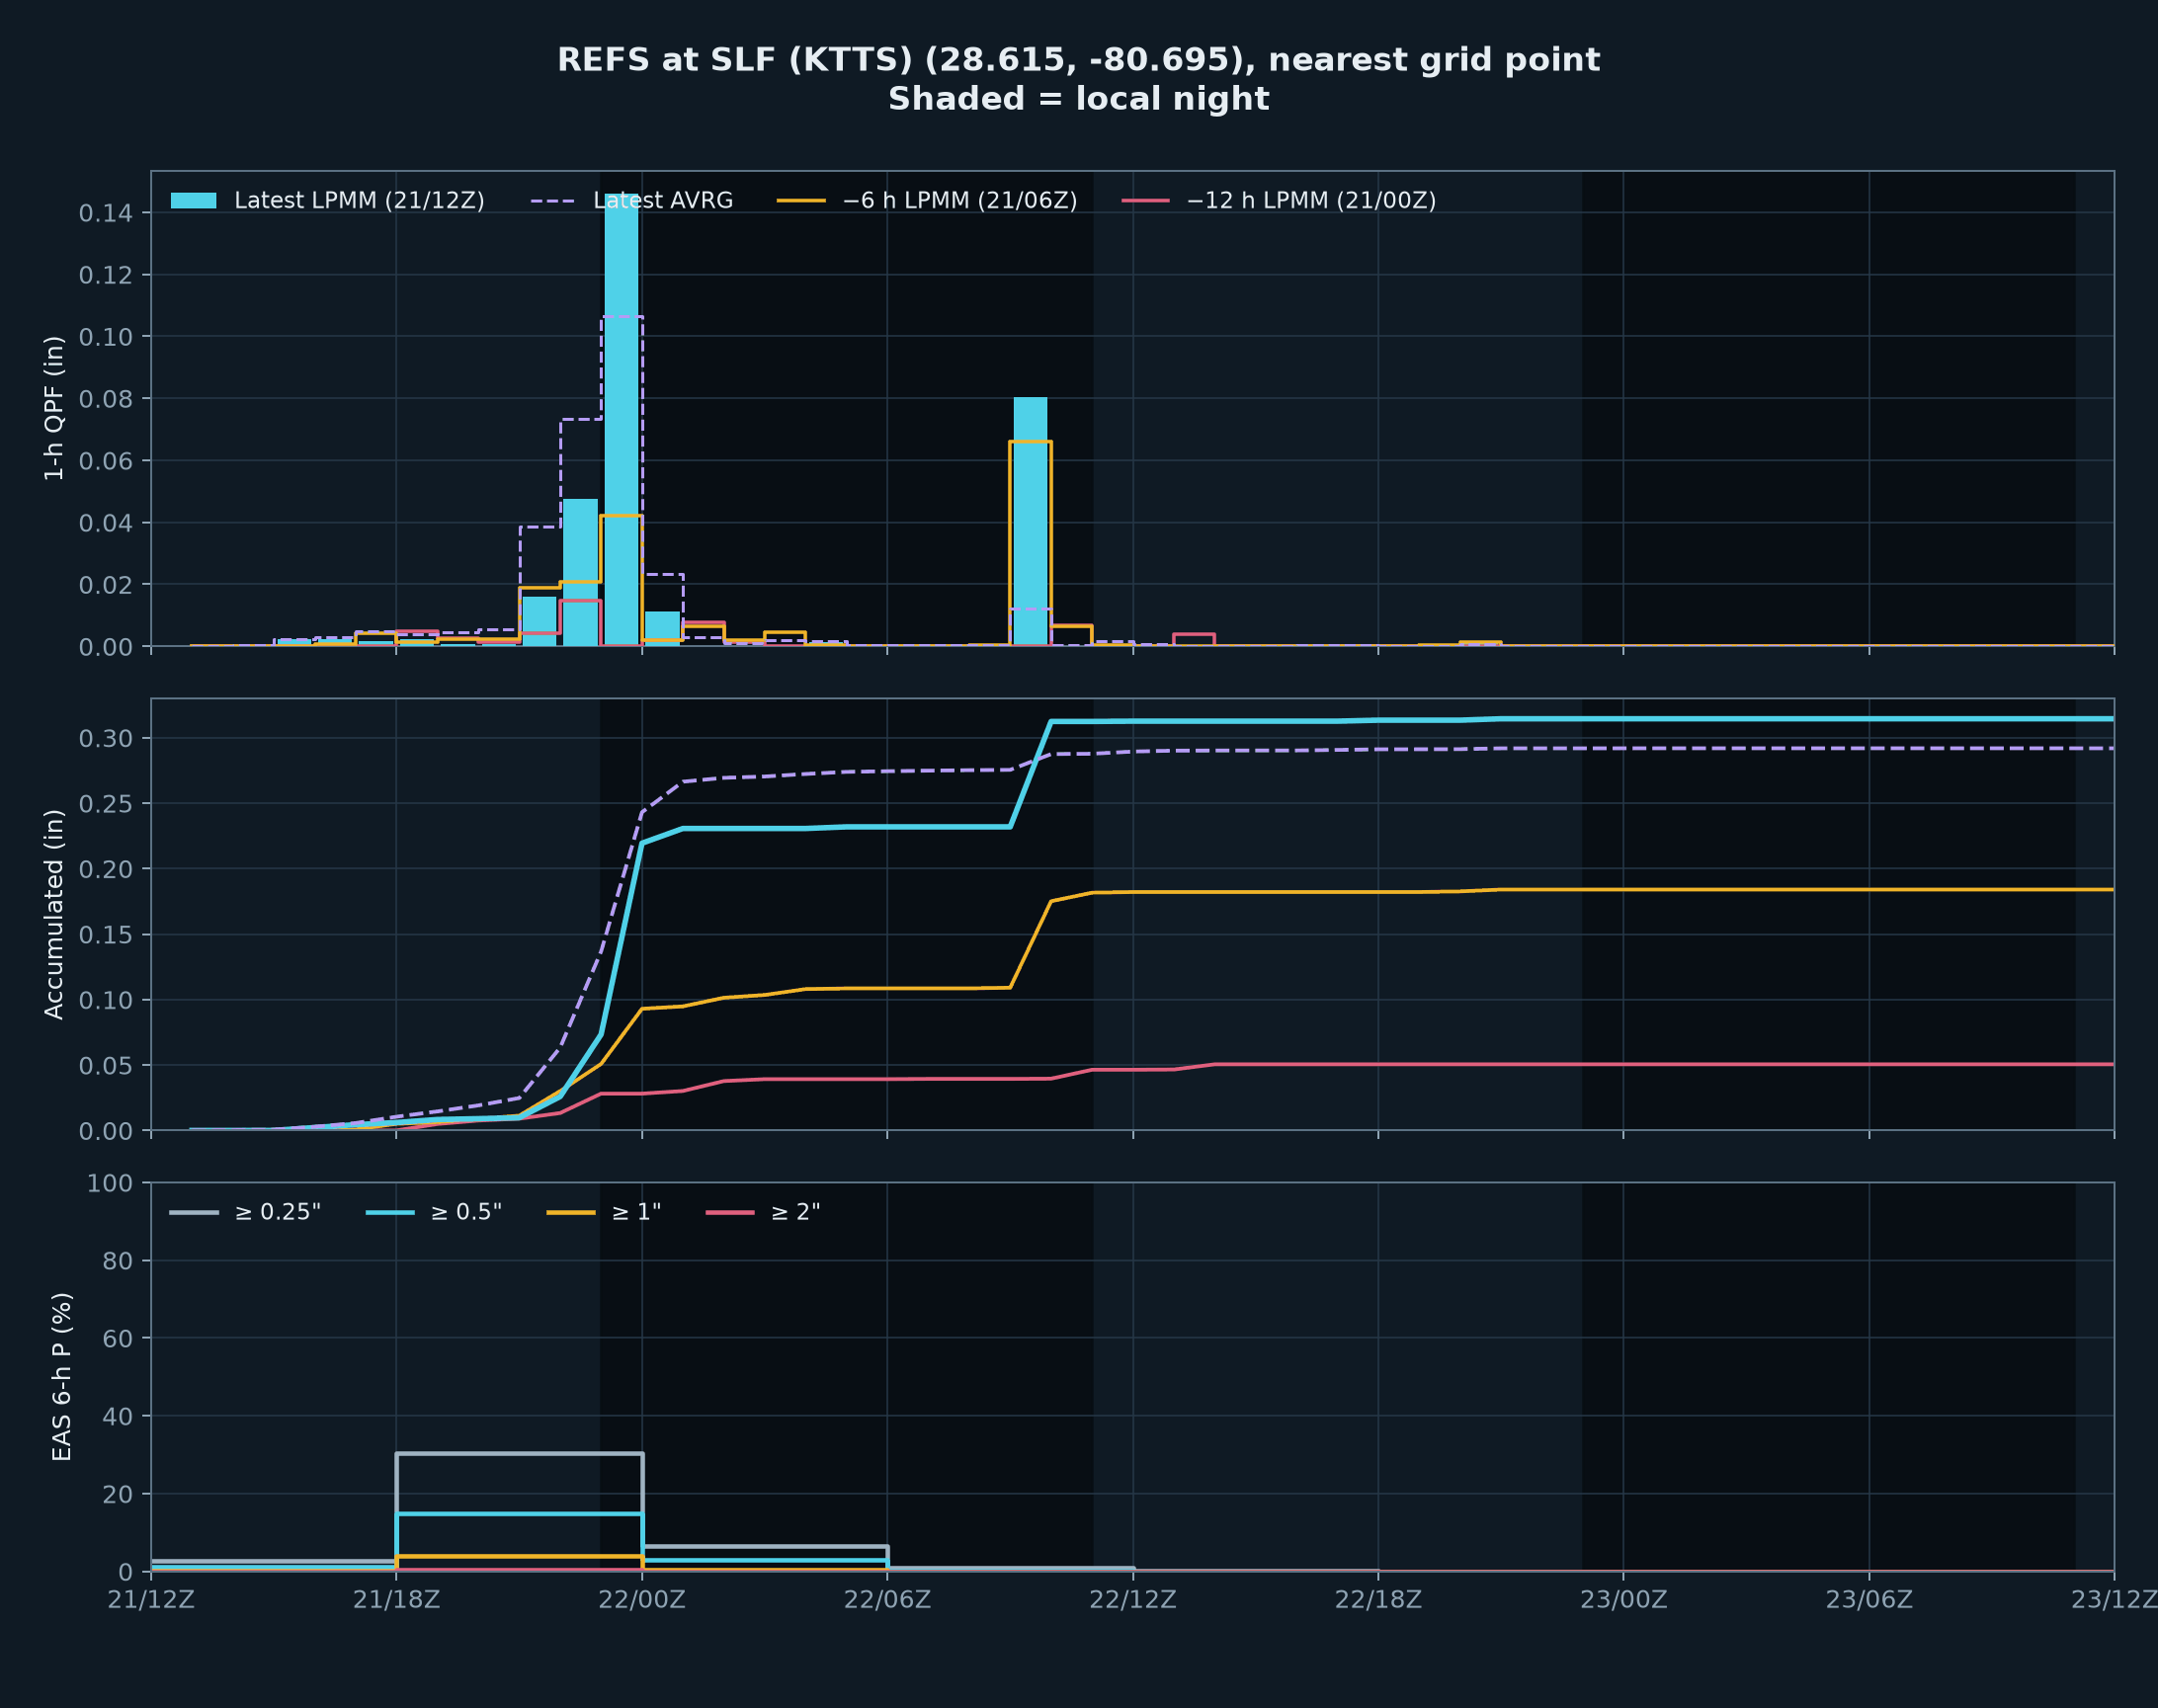 REFS at SLF (KTTS) (28.615, -80.695), nearest grid point
Shaded = local night
Latest LPMM (21/12Z) Latest AVRG −6 h LPMM (21/06Z) −12 h LPMM (21/00Z)
1-h QPF (in)
0.14
0.12
0.10
0.08
0.06
0.04
0.02
0.00
Accumulated (in)
0.30
0.25
0.20
0.15
0.10
0.05
0.00
≥ 0.25" ≥ 0.5" ≥ 1" ≥ 2"
EAS 6-h P (%)
100
80
60
40
20
0
21/12Z 21/18Z 22/00Z 22/06Z 22/12Z 22/18Z 23/00Z 23/06Z 23/12Z